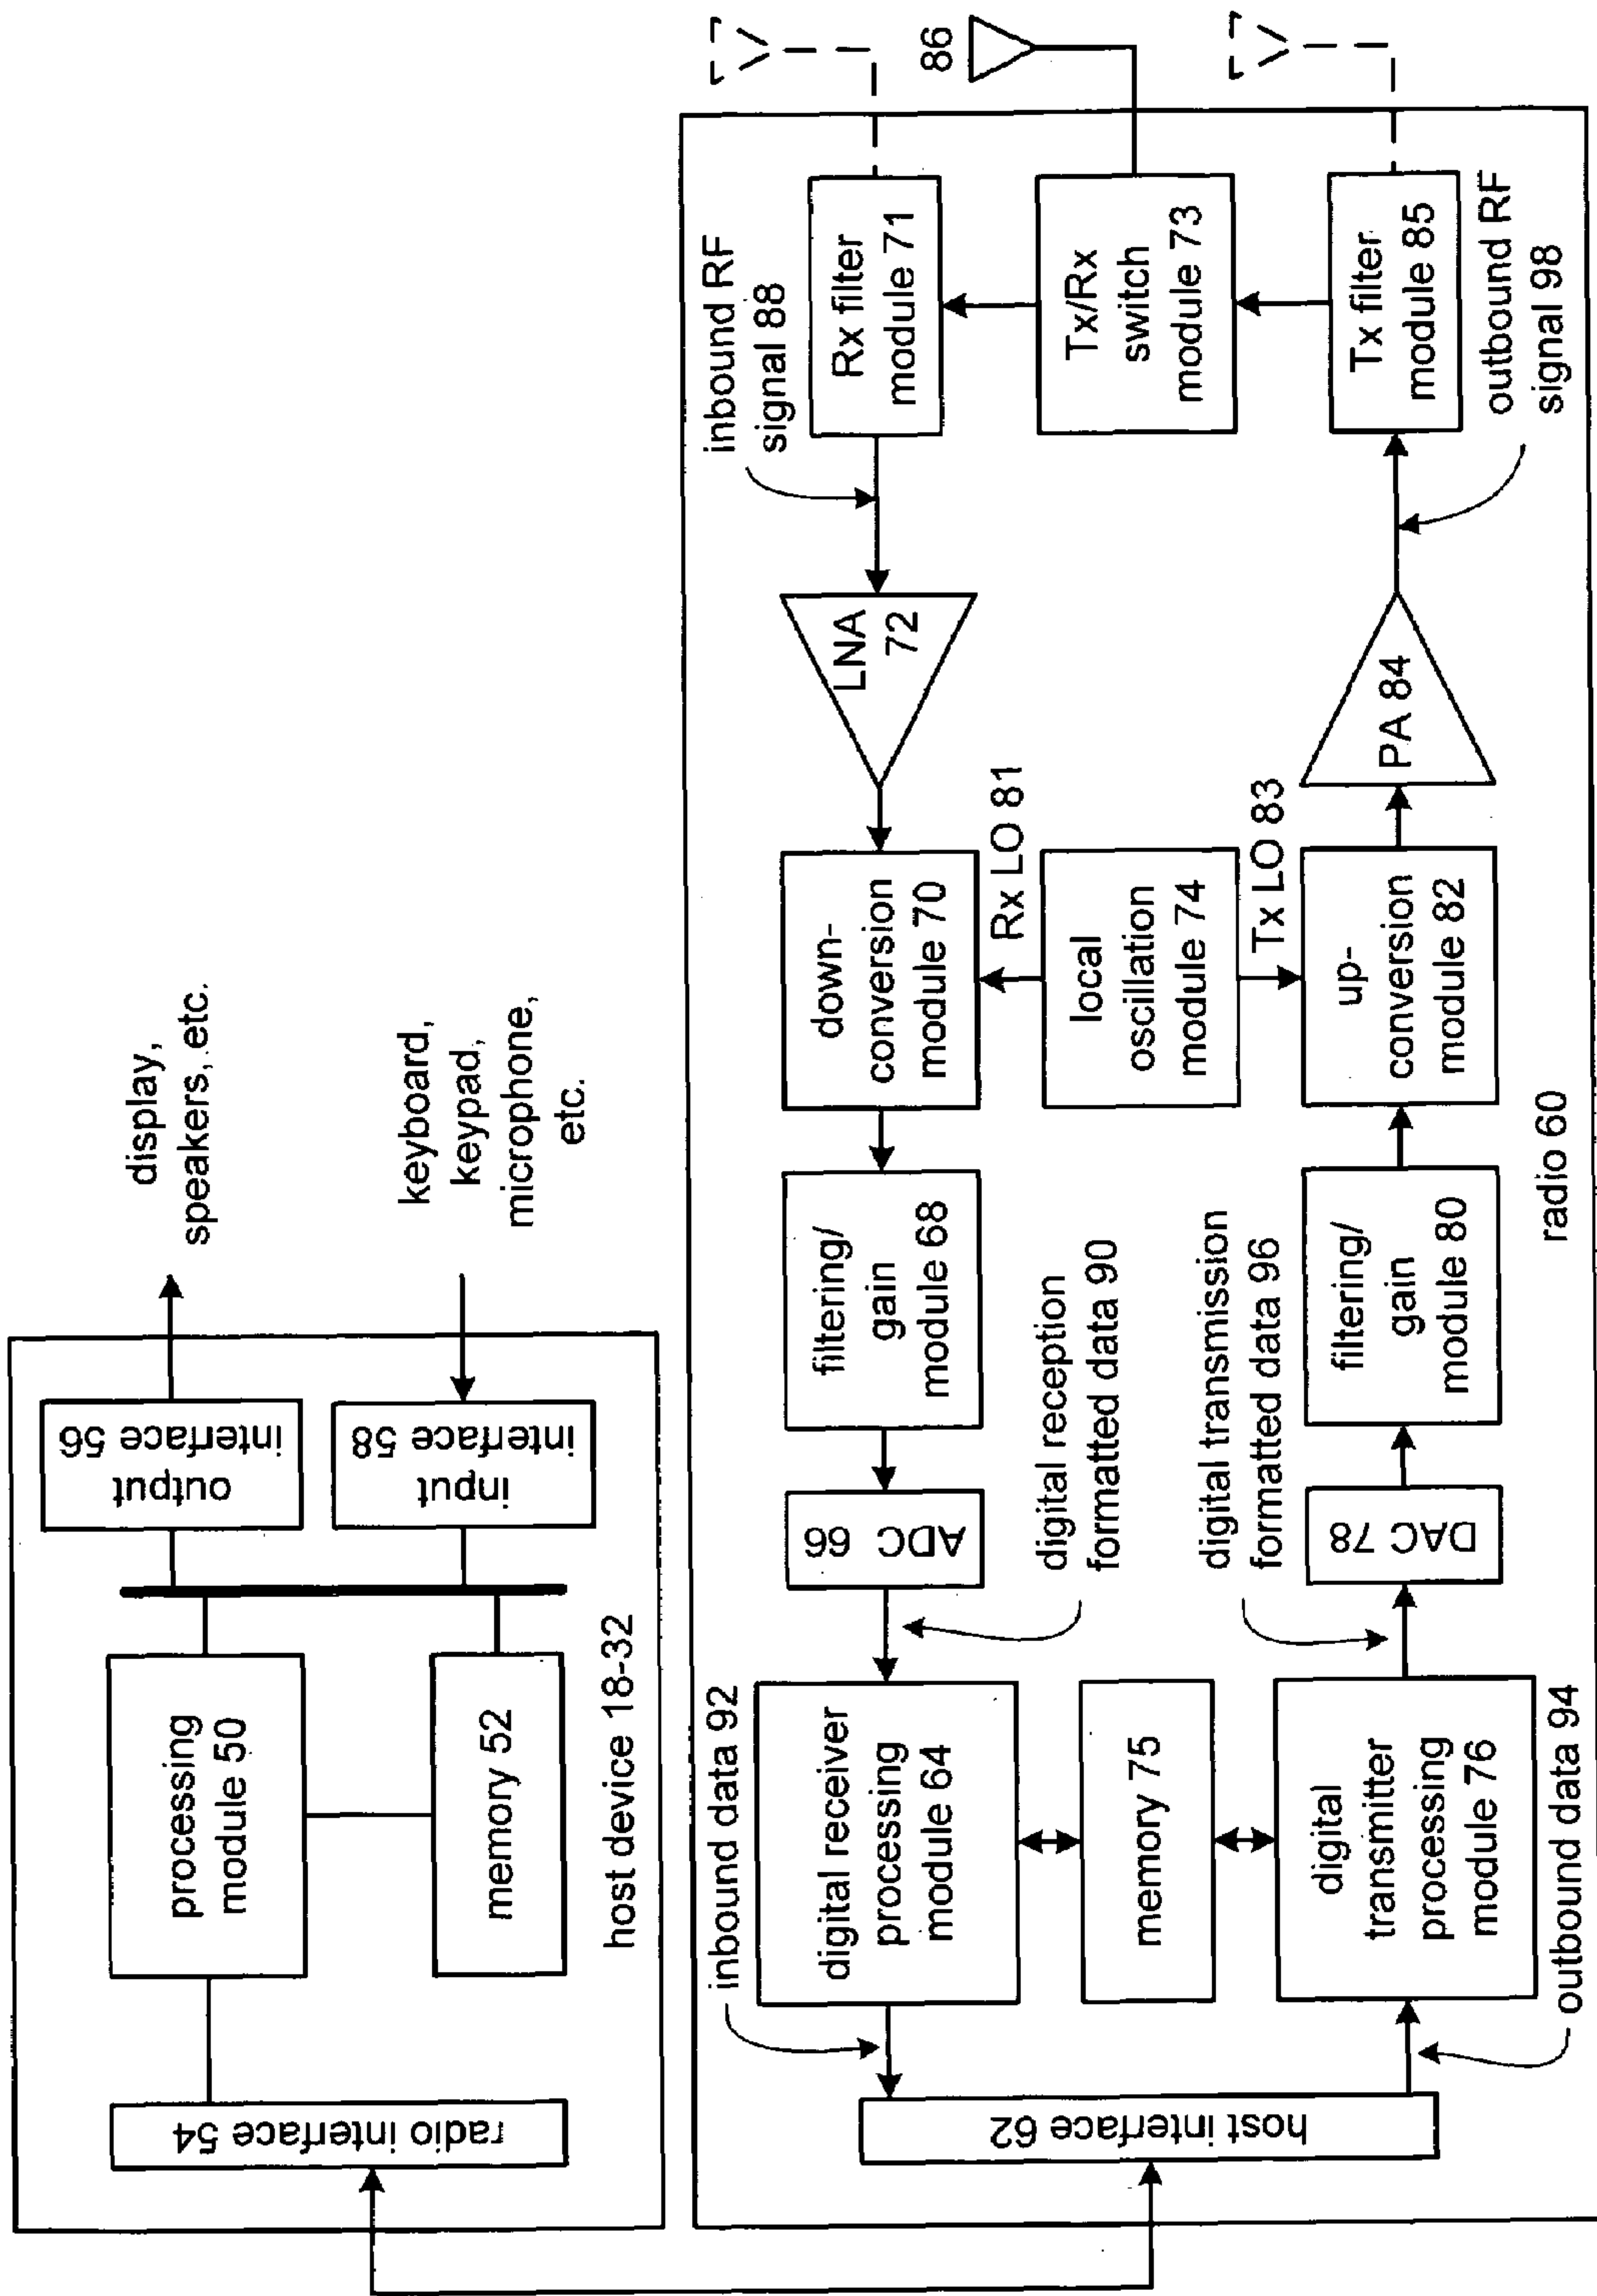 display,
speakers, etc.
keyboard,
keypad,
microphone,
etc.
output
interface 56
input
interface 58
processing
module 50
memory 52
radio interface 54
host device 18-32
86
inbound RF
signal 88
Rx filter
module 71
Tx/Rx
switch
module 73
Tx filter
module 85
outbound RF
signal 98
LNA
72
PA 84
down-
conversion
module 70
Rx LO 81
local
oscillation
module 74
Tx LO 83
up-
conversion
module 82
filtering/
gain
module 68
filtering/
gain
module 80
radio 60
ADC 66
digital reception
formatted data 90
digital transmission
formatted data 96
DAC 78
inbound data 92
digital receiver
processing
module 64
memory 75
digital
transmitter
processing
module 76
outbound data 94
host interface 62